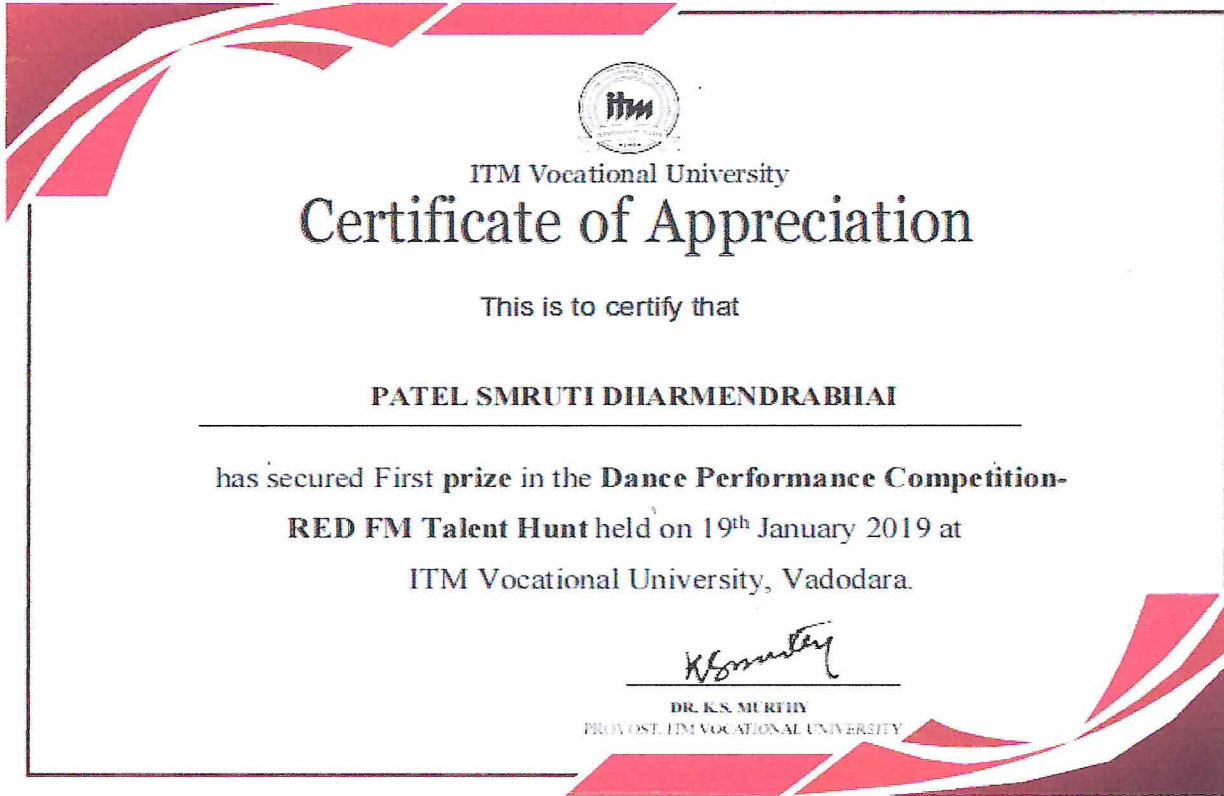 itm
ITM Vocational University
Certificate of Appreciation
This is to certify that
PATEL SMRUTI DHARMENDRABHAI
has secured First prize in the Dance Performance Competition-
RED FM Talent Hunt held on 19th January 2019 at
ITM Vocational University, Vadodara.
KSmurthy
DR. K.S. MURTHY
PROVOST, ITM VOCATIONAL UNIVERSITY